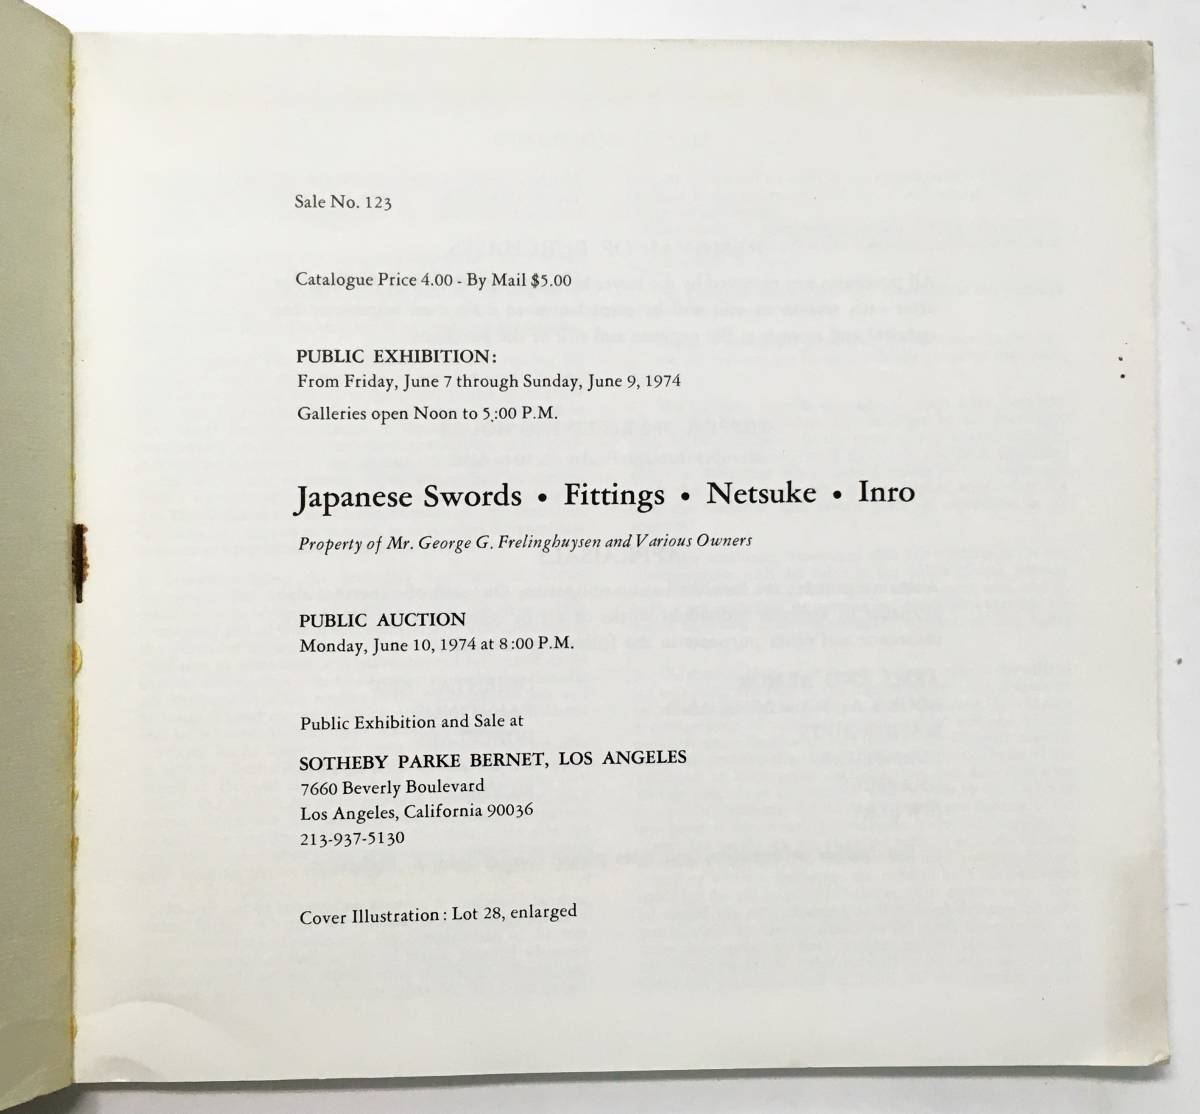 Sale No. 123
Catalogue Price 4.00 - By Mail $5.00
PUBLIC EXHIBITION:
From Friday, June 7 through Sunday, June 9, 1974
Galleries open Noon to 5:00 P.M.
Japanese Swords • Fittings • Netsuke • Inro
Property of Mr. George G. Frelinghuysen and Various Owners
PUBLIC AUCTION
Monday, June 10, 1974 at 8:00 P.M.
Public Exhibition and Sale at
SOTHEBY PARKE BERNET, LOS ANGELES
7660 Beverly Boulevard
Los Angeles, California 90036
213-937-5130
Cover Illustration: Lot 28, enlarged